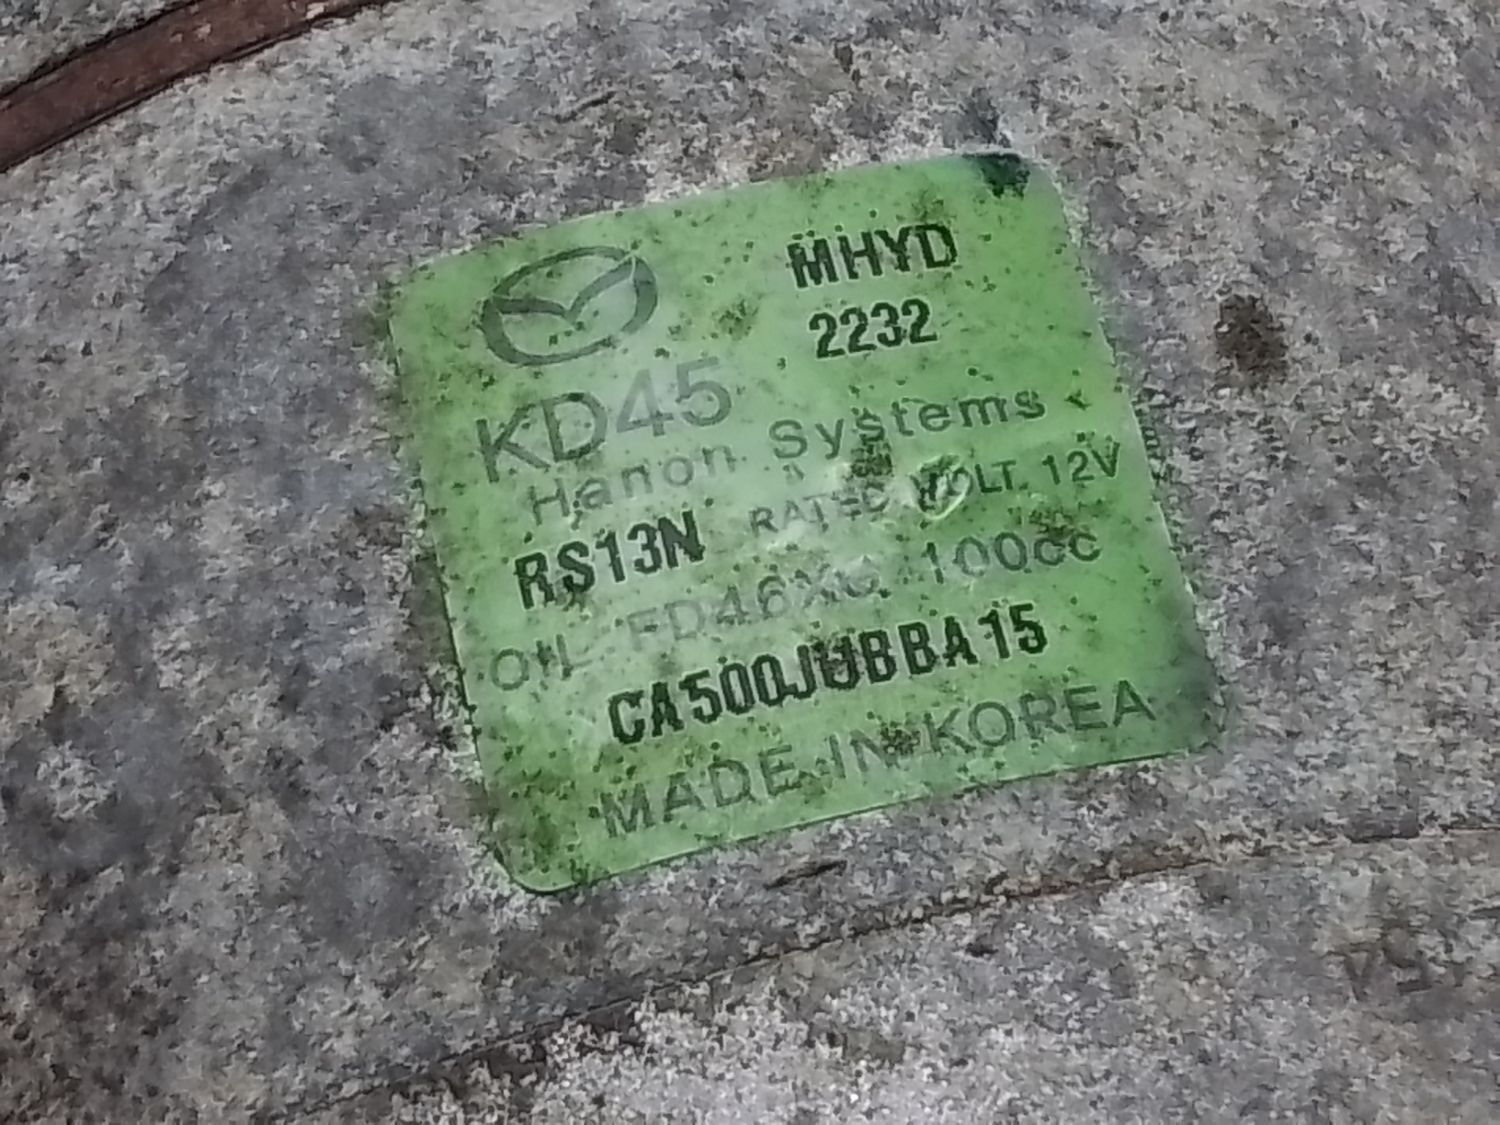 MHYD
2232
KD45
Hanon Systems
RS13N RATED VOLT. 12V
OIL FD46XG 100cc
CA500JUBBA15
MADE IN KOREA